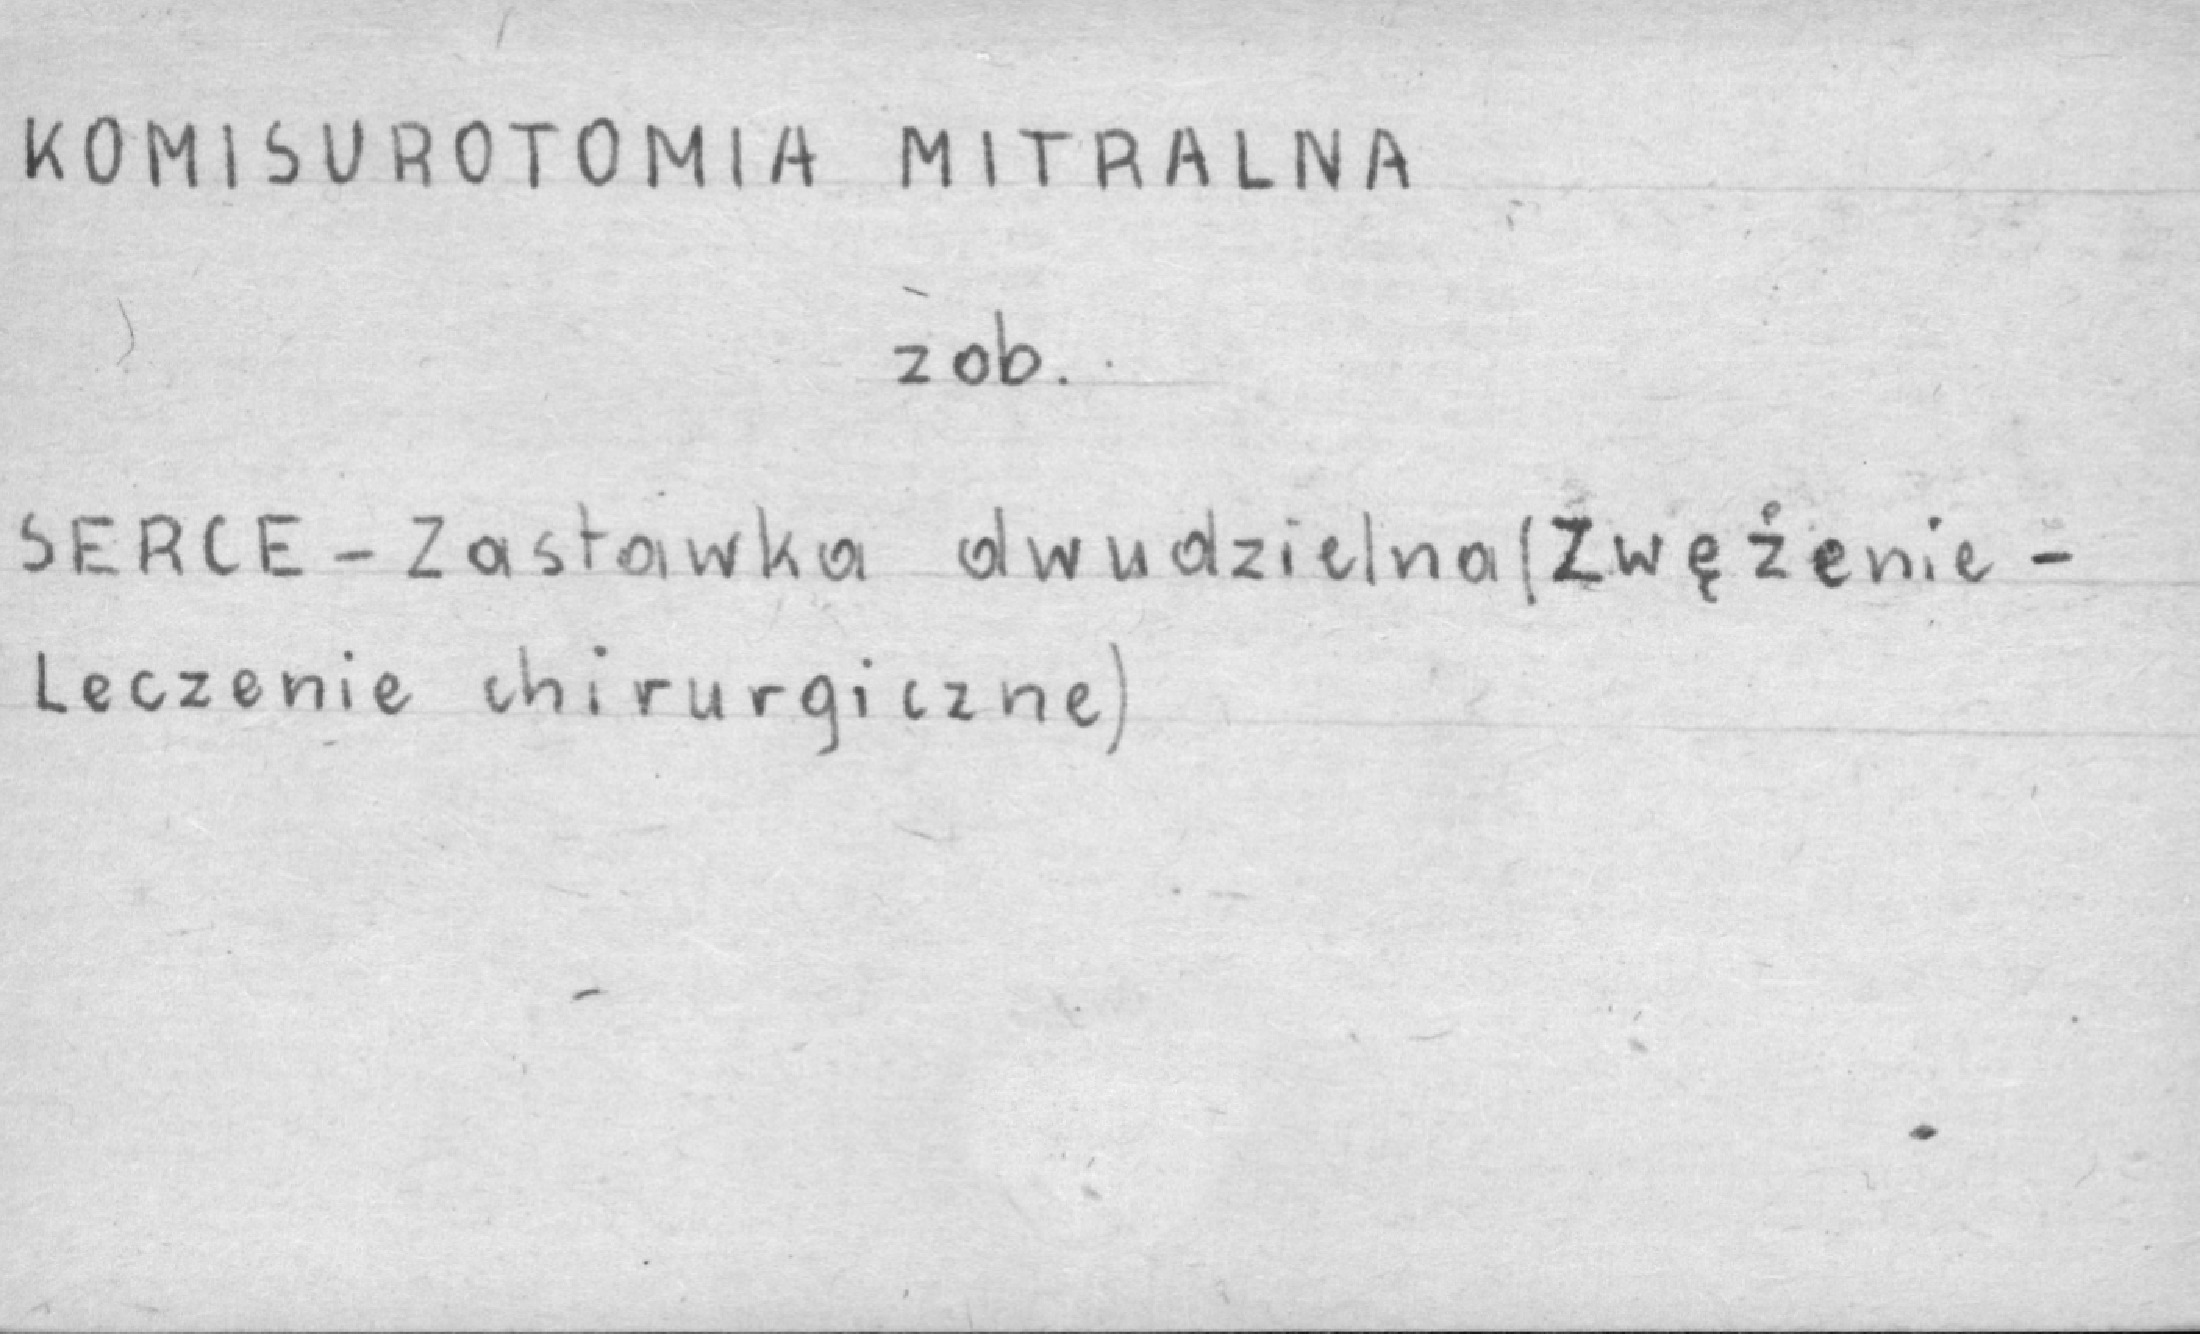 KOMISUROTOMIA MITRALNA
zob.
SERCE - Zastawka dwudzielna (Zwężenie -
Leczenie chirurgiczne)